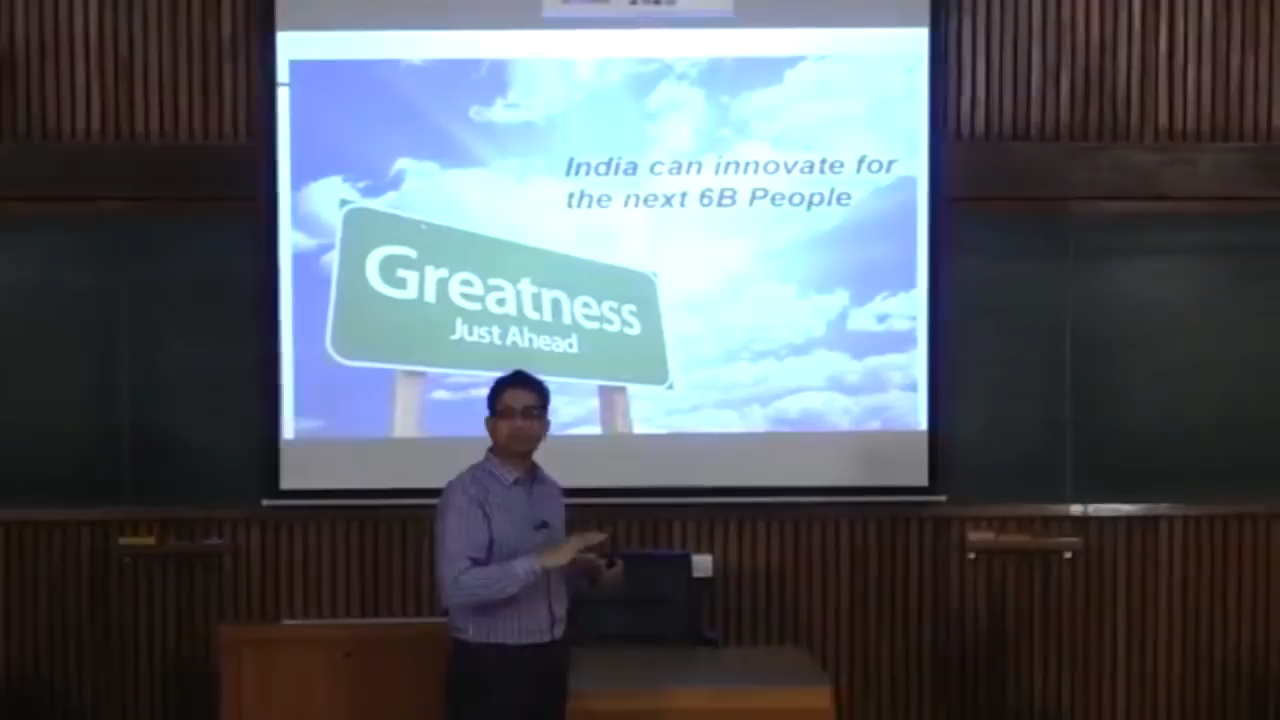 India can innovate for
the next 6B People
Greatness
Just Ahead